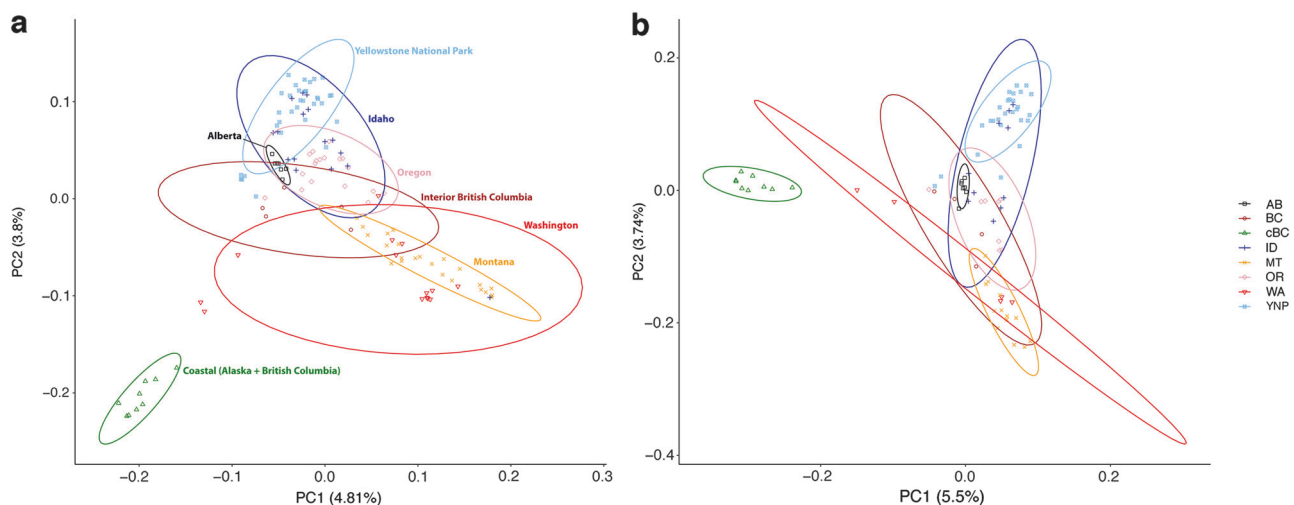 a
Yellowstone National Park
Idaho
Alberta
Oregon
Interior British Columbia
Washington
Montana
Coastal (Alaska + British Columbia)
0.1
0.0
−0.1
−0.2
PC2 (3.8%)
−0.2
−0.1
0.0
0.1
0.2
0.3
PC1 (4.81%)
b
0.2
0.0
−0.2
−0.4
PC2 (3.74%)
−0.2
0.0
0.2
PC1 (5.5%)
AB
BC
cBC
ID
MT
OR
WA
YNP